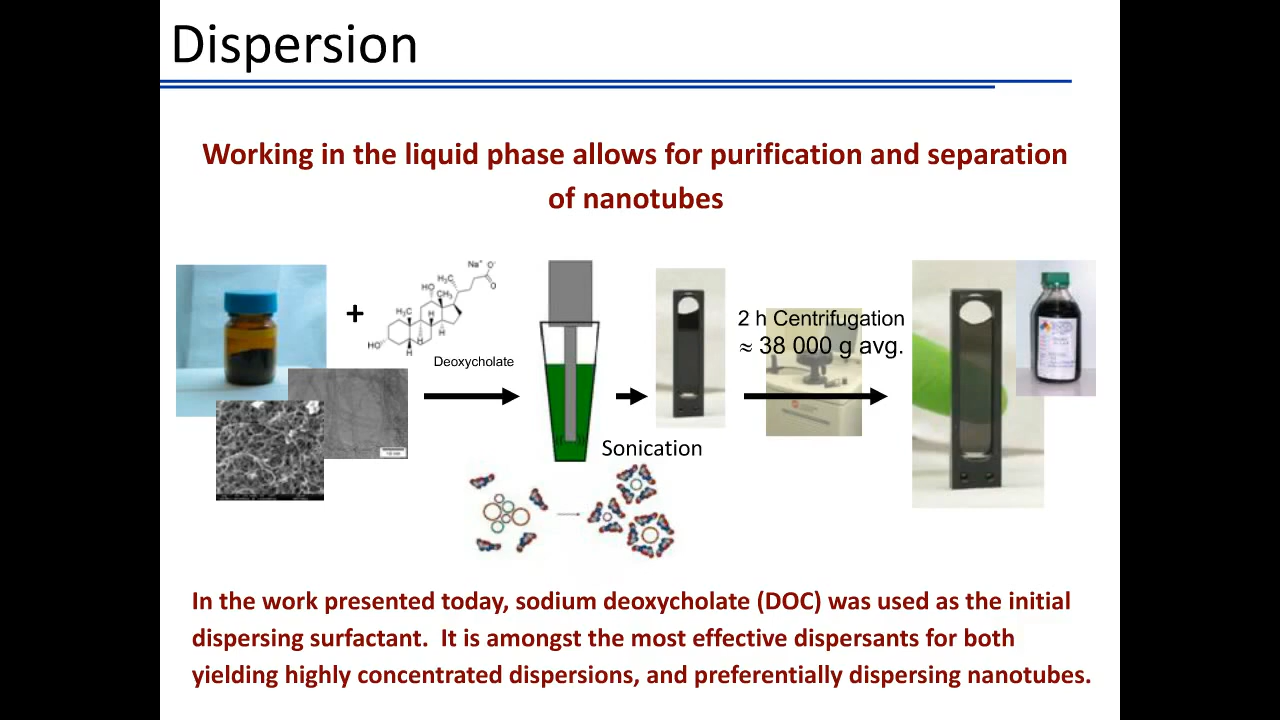 Dispersion
Working in the liquid phase allows for purification and separation
of nanotubes
+
Na⁺ O⁻
H₃C
O
HO
CH₃
H₃C
H
H
H
H
HO
H
Deoxycholate
2 h Centrifugation
≈ 38 000 g avg.
Sonication
In the work presented today, sodium deoxycholate (DOC) was used as the initial
dispersing surfactant.  It is amongst the most effective dispersants for both
yielding highly concentrated dispersions, and preferentially dispersing nanotubes.